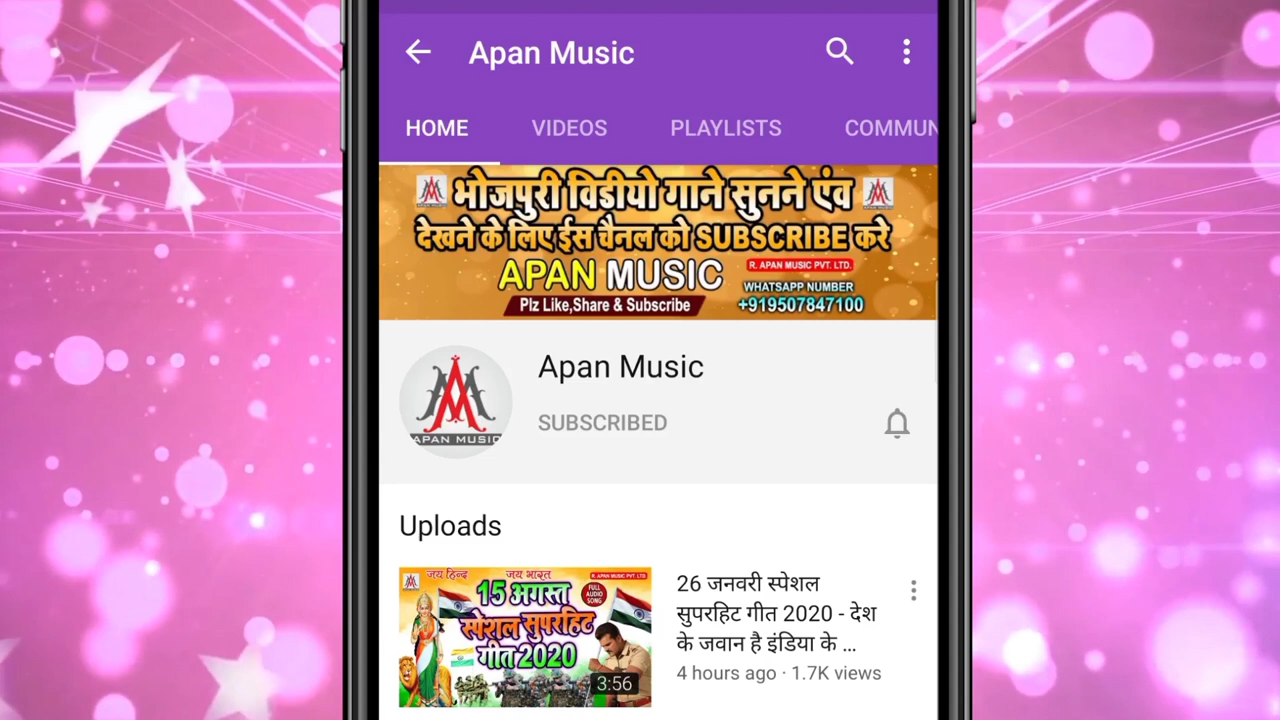 Apan Music
HOME VIDEOS PLAYLISTS COMMUN
भोजपुरी विडीयो गाने सुनने एंव
देखने के लिए ईस चैनल को SUBSCRIBE करे
APAN MUSIC
R. APAN MUSIC PVT. LTD.
Plz Like,Share & Subscribe
WHATSAPP NUMBER
+919507847100
Apan Music
SUBSCRIBED
APAN MUSIC
Uploads
जय हिन्द जय भारत
R. APAN MUSIC PVT. LTD
15 अगस्त
FULL
AUDIO
SONG
स्पेशल सुपरहिट
गीत 2020
3:56
26 जनवरी स्पेशल
सुपरहिट गीत 2020 - देश
के जवान है इंडिया के ...
4 hours ago · 1.7K views